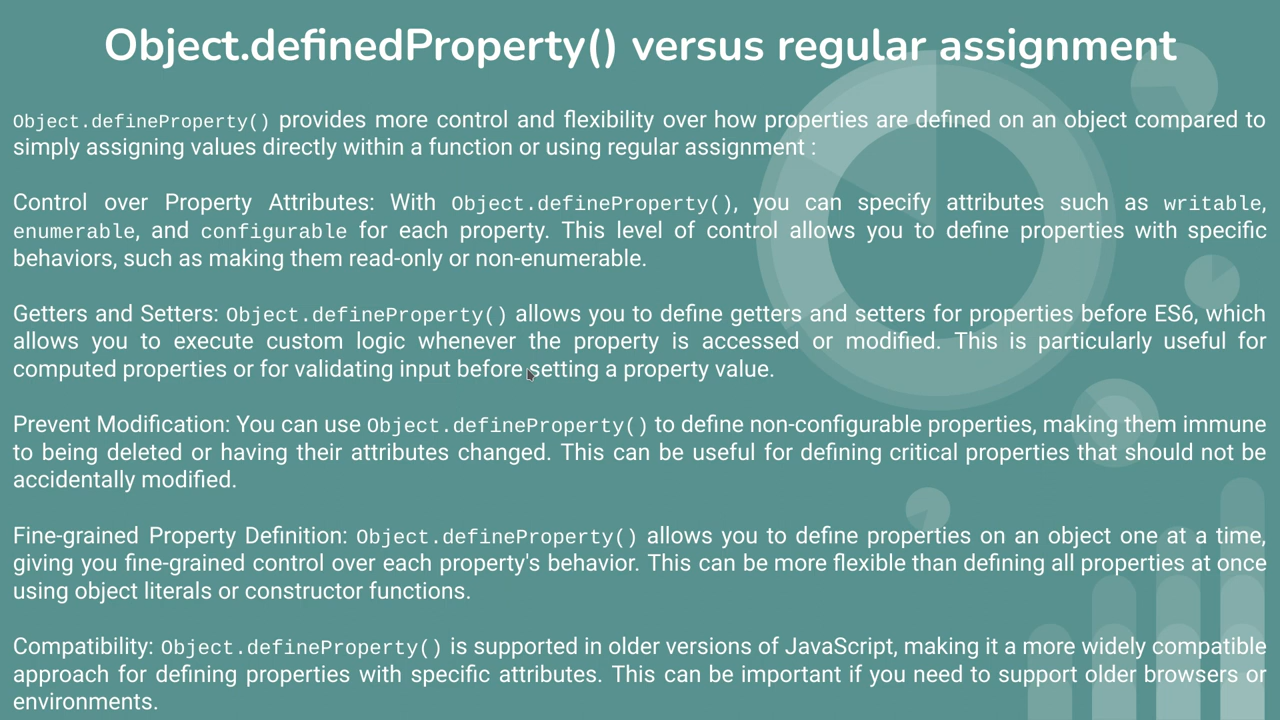 Object.definedProperty() versus regular assignment
Object.defineProperty() provides more control and flexibility over how properties are defined on an object compared to
simply assigning values directly within a function or using regular assignment :
Control over Property Attributes: With Object.defineProperty(), you can specify attributes such as writable,
enumerable, and configurable for each property. This level of control allows you to define properties with specific
behaviors, such as making them read-only or non-enumerable.
Getters and Setters: Object.defineProperty() allows you to define getters and setters for properties before ES6, which
allows you to execute custom logic whenever the property is accessed or modified. This is particularly useful for
computed properties or for validating input before setting a property value.
Prevent Modification: You can use Object.defineProperty() to define non-configurable properties, making them immune
to being deleted or having their attributes changed. This can be useful for defining critical properties that should not be
accidentally modified.
Fine-grained Property Definition: Object.defineProperty() allows you to define properties on an object one at a time,
giving you fine-grained control over each property's behavior. This can be more flexible than defining all properties at once
using object literals or constructor functions.
Compatibility: Object.defineProperty() is supported in older versions of JavaScript, making it a more widely compatible
approach for defining properties with specific attributes. This can be important if you need to support older browsers or
environments.